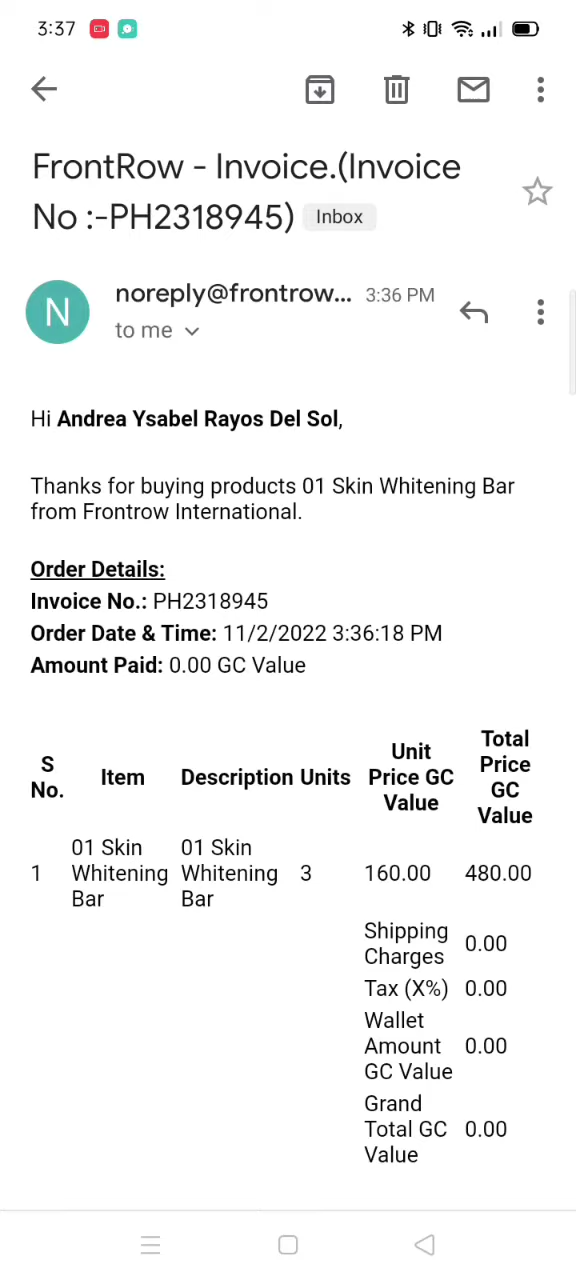 3:37
FrontRow - Invoice.(Invoice
No :-PH2318945) Inbox
N
noreply@frontrow... 3:36 PM
to me
Hi Andrea Ysabel Rayos Del Sol,
Thanks for buying products 01 Skin Whitening Bar
from Frontrow International.
Order Details:
Invoice No.: PH2318945
Order Date & Time: 11/2/2022 3:36:18 PM
Amount Paid: 0.00 GC Value
S No. Item Description Units Unit Price GC Value Total Price GC Value
1 01 Skin Whitening Bar 01 Skin Whitening Bar 3 160.00 480.00
Shipping Charges 0.00
Tax (X%) 0.00
Wallet Amount GC Value 0.00
Grand Total GC Value 0.00